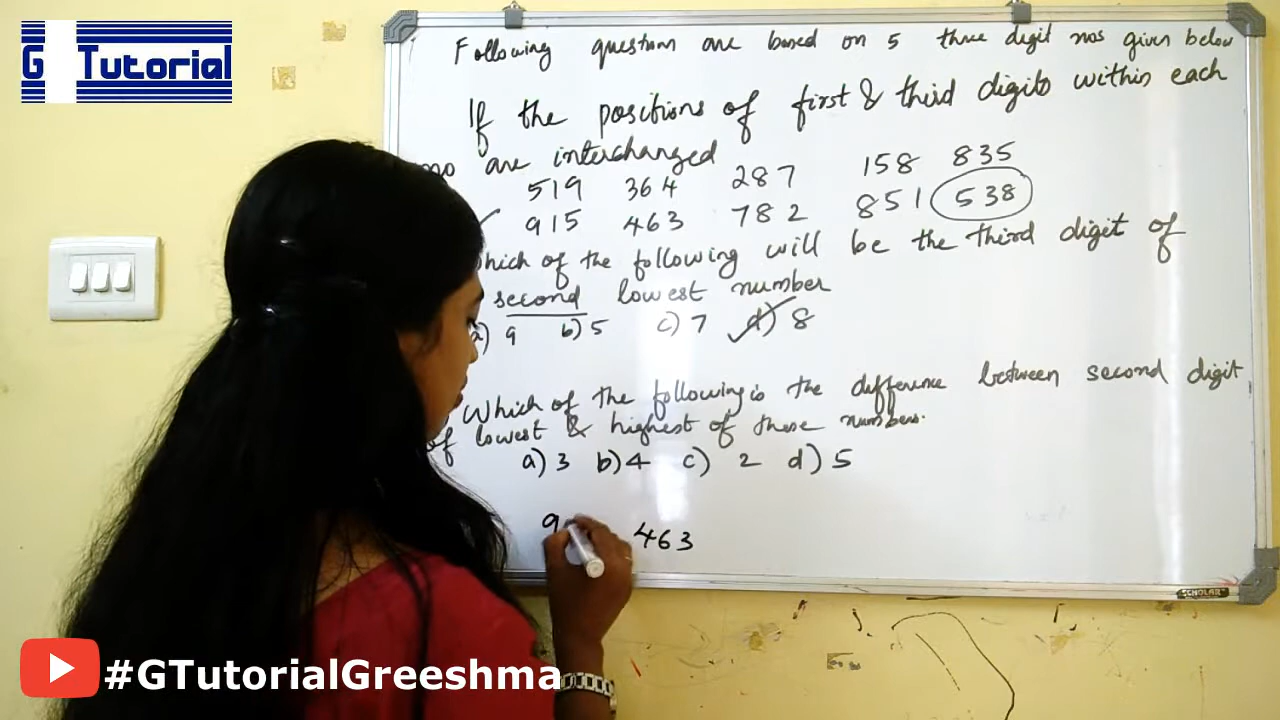 G Tutorial
Following questions are based on 5 three digit nos given below
If the positions of first & third digits within each
no are interchanged
519 364 287 158 835
915 463 782 851 538
which of the following will be the third digit of
second lowest number
a) 9 b) 5 c) 7 d) 8
Which of the following is the difference between second digit
of lowest & highest of these numbers.
a) 3 b) 4 c) 2 d) 5
9 463
SCHOLAR
#GTutorialGreeshma